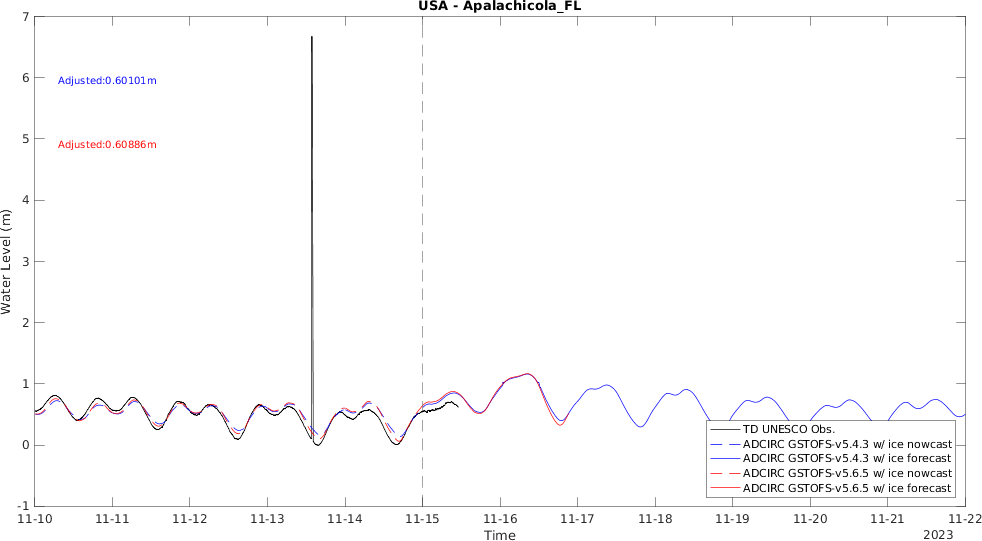 USA - Apalachicola_FL
7
6
5
4
3
2
1
0
-1
Water Level (m)
Adjusted:0.60101m
Adjusted:0.60886m
TD UNESCO Obs.
ADCIRC GSTOFS-v5.4.3 w/ ice nowcast
ADCIRC GSTOFS-v5.4.3 w/ ice forecast
ADCIRC GSTOFS-v5.6.5 w/ ice nowcast
ADCIRC GSTOFS-v5.6.5 w/ ice forecast
11-10 11-11 11-12 11-13 11-14 11-15 11-16 11-17 11-18 11-19 11-20 11-21 11-22
Time
2023